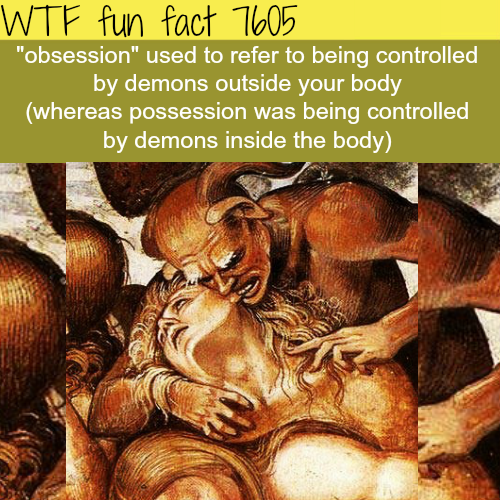 WTF fun fact 7605
"obsession" used to refer to being controlled
by demons outside your body
(whereas possession was being controlled
by demons inside the body)